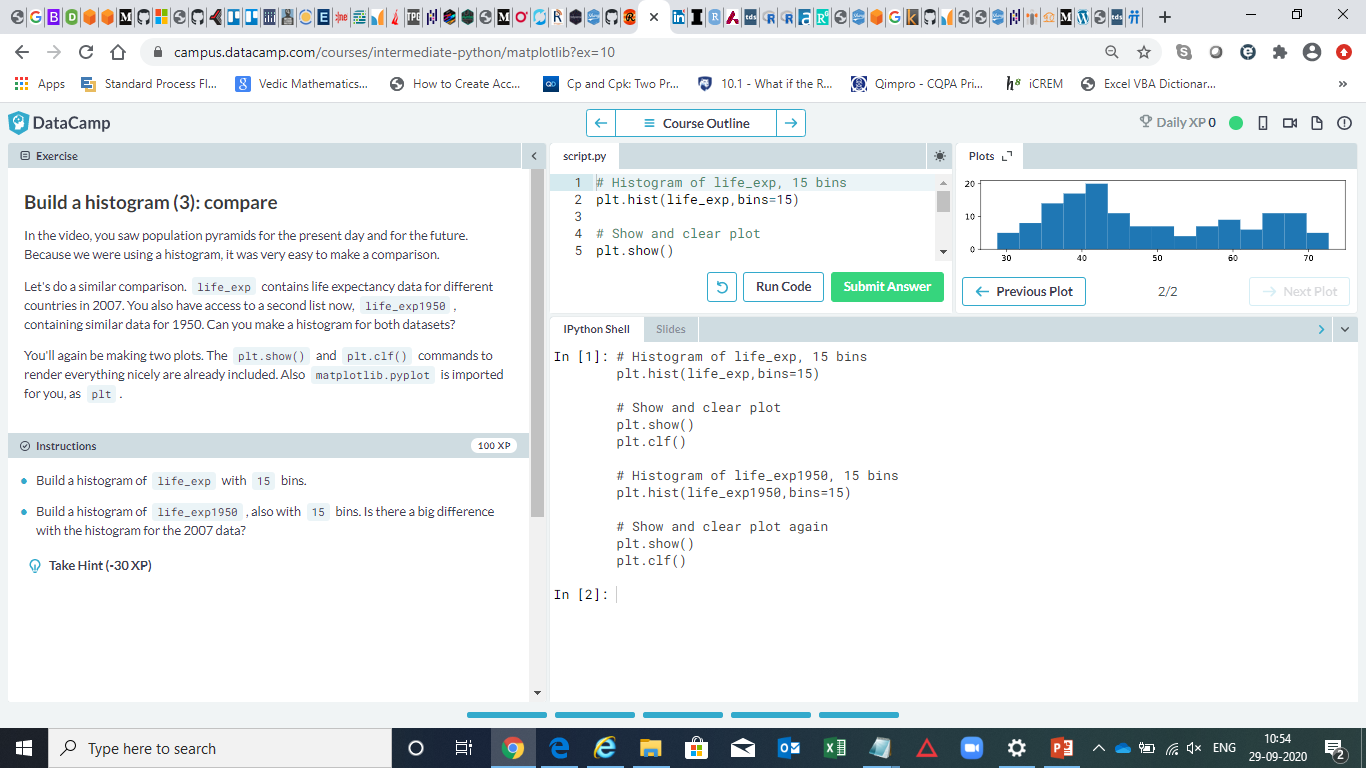 campus.datacamp.com/courses/intermediate-python/matplotlib?ex=10
Apps
Standard Process Fl...
Vedic Mathematics...
How to Create Acc...
Cp and Cpk: Two Pr...
10.1 - What if the R...
Qimpro - CQPA Pri...
iCREM
Excel VBA Dictionar...
»
DataCamp
Course Outline
Daily XP 0
Exercise
Build a histogram (3): compare
In the video, you saw population pyramids for the present day and for the future.
Because we were using a histogram, it was very easy to make a comparison.
Let's do a similar comparison. life_exp contains life expectancy data for different
countries in 2007. You also have access to a second list now, life_exp1950 ,
containing similar data for 1950. Can you make a histogram for both datasets?
You'll again be making two plots. The plt.show() and plt.clf() commands to
render everything nicely are already included. Also matplotlib.pyplot is imported
for you, as plt .
Instructions
100 XP
Build a histogram of life_exp with 15 bins.
Build a histogram of life_exp1950 , also with 15 bins. Is there a big difference
with the histogram for the 2007 data?
Take Hint (-30 XP)
script.py
1 # Histogram of life_exp, 15 bins
2 plt.hist(life_exp,bins=15)
3
4 # Show and clear plot
5 plt.show()
Run Code
Submit Answer
Plots
20
10
0
30 40 50 60 70
Previous Plot
2/2
Next Plot
IPython Shell
Slides
In [1]: # Histogram of life_exp, 15 bins
plt.hist(life_exp,bins=15)
# Show and clear plot
plt.show()
plt.clf()
# Histogram of life_exp1950, 15 bins
plt.hist(life_exp1950,bins=15)
# Show and clear plot again
plt.show()
plt.clf()
In [2]:
Type here to search
ENG
10:54
29-09-2020
2